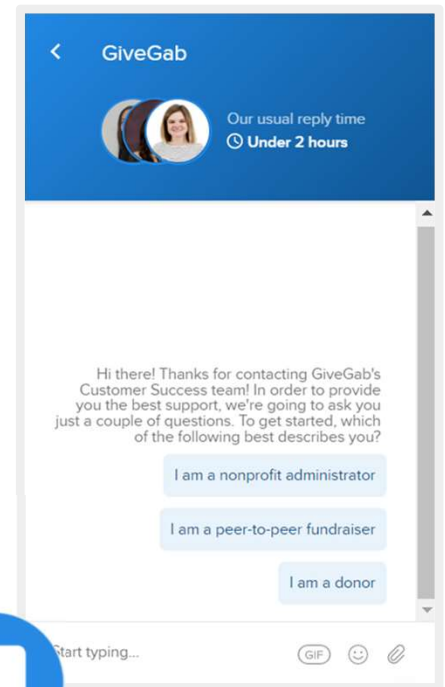 GiveGab
Our usual reply time
Under 2 hours
Hi there! Thanks for contacting GiveGab's
Customer Success team! In order to provide
you the best support, we're going to ask you
just a couple of questions. To get started, which
of the following best describes you?
I am a nonprofit administrator
I am a peer-to-peer fundraiser
I am a donor
Start typing...
GIF